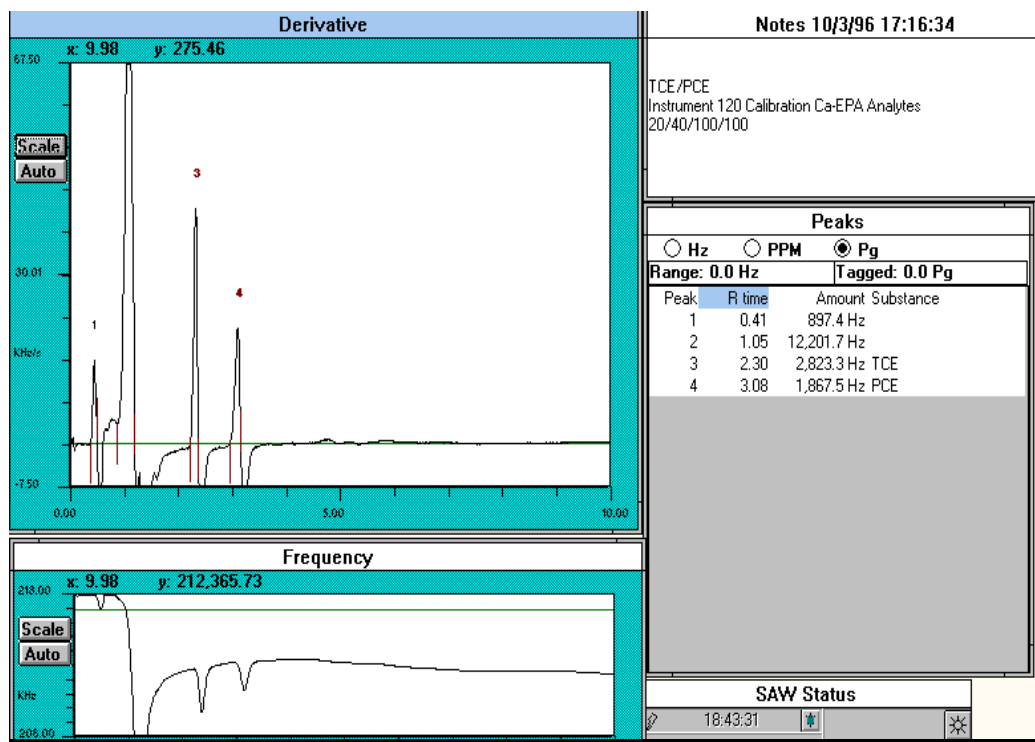 Derivative
x: 9.98 y: 275.46
67.50
Scale
Auto
3
30.01
4
1
KHz/s
-7.50
0.00 5.00 10.00
Frequency
x: 9.98 y: 212,365.73
218.00
Scale
Auto
KHz
206.00
Notes 10/3/96 17:16:34
TCE/PCE
Instrument 120 Calibration Ca-EPA Analytes
20/40/100/100
Peaks
Hz PPM Pg
Range: 0.0 Hz Tagged: 0.0 Pg
Peak R time Amount Substance
1 0.41 897.4 Hz
2 1.05 12,201.7 Hz
3 2.30 2,823.3 Hz TCE
4 3.08 1,867.5 Hz PCE
SAW Status
18:43:31